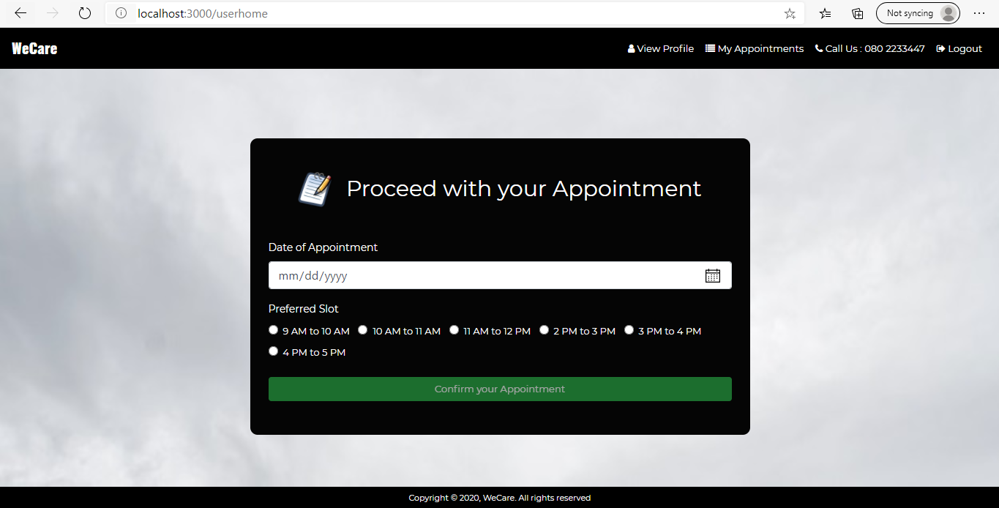 localhost:3000/userhome
Not syncing
WeCare
View Profile My Appointments Call Us : 080 2233447 Logout
Proceed with your Appointment
Date of Appointment
mm/dd/yyyy
Preferred Slot
9 AM to 10 AM 10 AM to 11 AM 11 AM to 12 PM 2 PM to 3 PM 3 PM to 4 PM
4 PM to 5 PM
Confirm your Appointment
Copyright © 2020, WeCare. All rights reserved